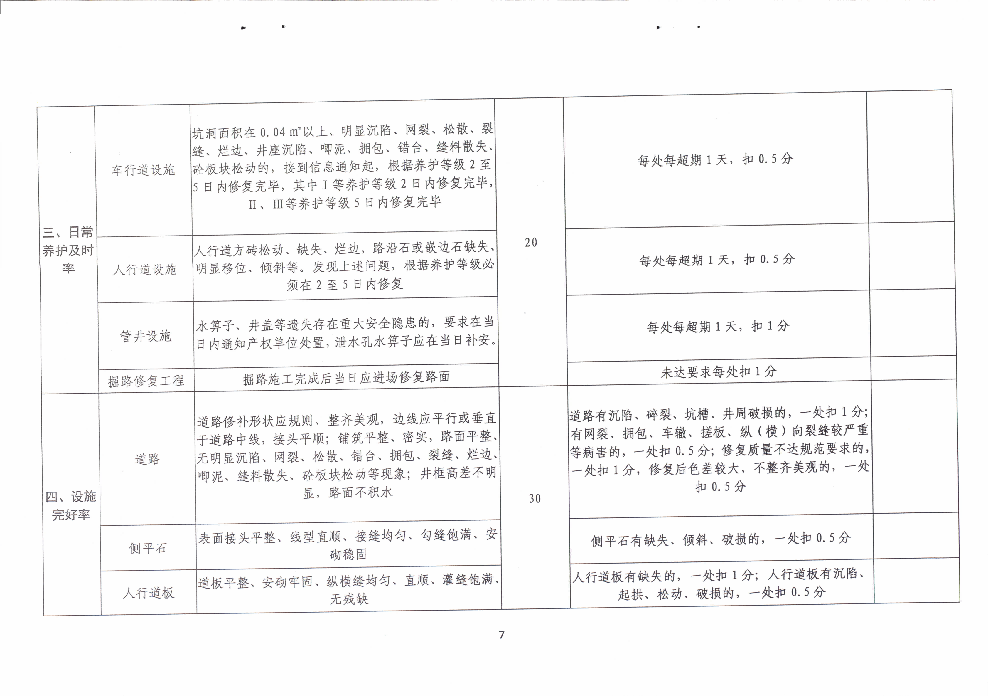 三、日常
养护及时
率
车行道设施
坑洞面积在0.04㎡以上、明显沉陷、网裂、松散、裂
缝、烂边、井座沉陷、唧泥、拥包、错台、缝料散失、
砼板块松动的，接到信息通知起，根据养护等级2至
5日内修复完毕，其中Ⅰ等养护等级2日内修复完毕，
Ⅱ、Ⅲ等养护等级5日内修复完毕
20
每处每超期1天，扣0.5分
人行道设施
人行道方砖松动、缺失、烂边，路沿石或嵌边石缺失、
明显移位、倾斜等。发现上述问题，根据养护等级必
须在2至5日内修复
每处每超期1天，扣0.5分
管井设施
水箅子、井盖等遗失存在重大安全隐患的，要求在当
日内通知产权单位处置，泄水孔水箅子应在当日补安。
每处每超期1天，扣1分
掘路修复工程
掘路施工完成后当日应进场修复路面
未达要求每处扣1分
四、设施
完好率
道路
道路修补形状应规则、整齐美观，边线应平行或垂直
于道路中线，接头平顺；铺筑平整、密实，路面平整、
无明显沉陷、网裂、松散、错台、拥包、裂缝、烂边、
唧泥、缝料散失、砼板块松动等现象；井框高差不明
显，路面不积水
30
道路有沉陷、碎裂、坑槽、井周破损的，一处扣1分；
有网裂、拥包、车辙、搓板、纵（横）向裂缝较严重
等病害的，一处扣0.5分；修复质量不达规范要求的，
一处扣1分，修复后色差较大、不整齐美观的，一处
扣0.5分
侧平石
表面接头平整、线型直顺、接缝均匀、勾缝饱满、安
砌稳固
侧平石有缺失、倾斜、破损的，一处扣0.5分
人行道板
道板平整、安砌牢固、纵横缝均匀、直顺、灌缝饱满、
无残缺
人行道板有缺失的，一处扣1分；人行道板有沉陷、
起拱、松动、破损的，一处扣0.5分
7